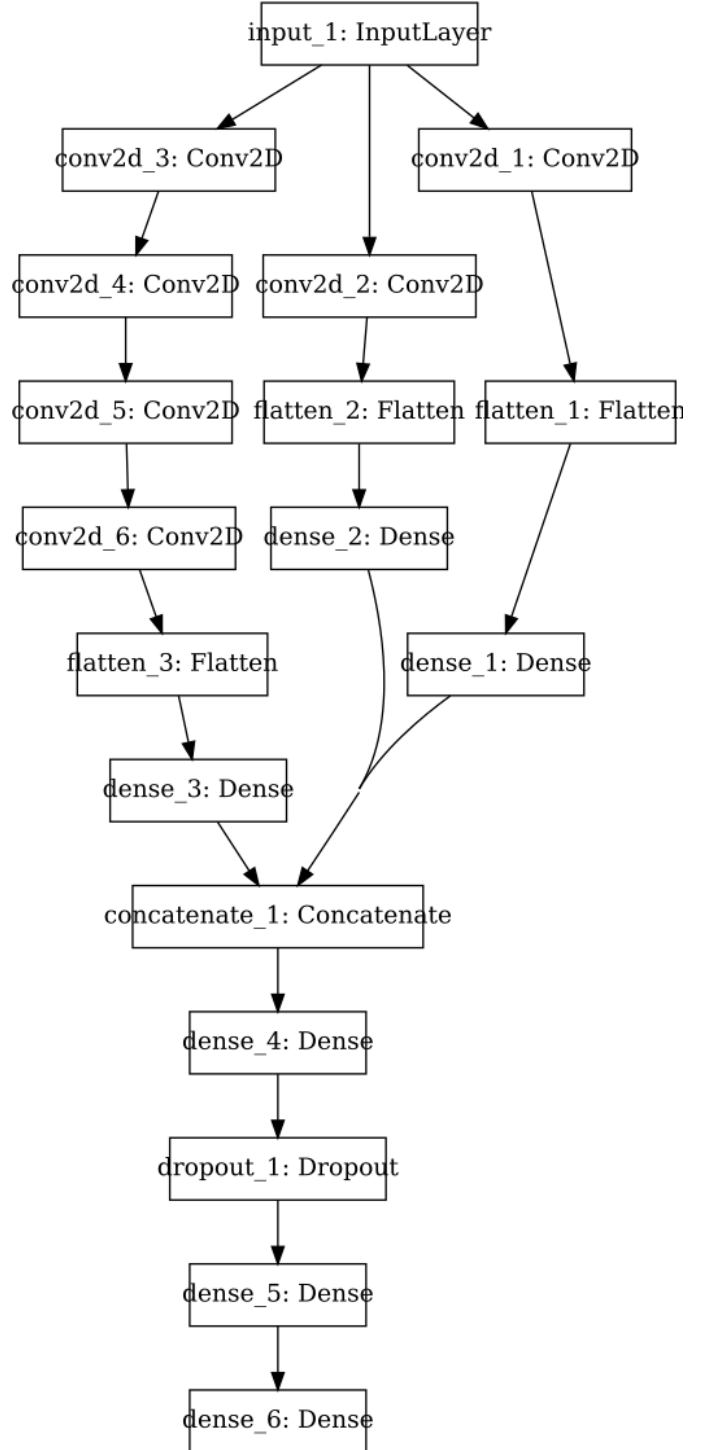 input_1: InputLayer
conv2d_3: Conv2D
conv2d_1: Conv2D
conv2d_4: Conv2D
conv2d_2: Conv2D
conv2d_5: Conv2D
flatten_2: Flatten
flatten_1: Flatten
conv2d_6: Conv2D
dense_2: Dense
flatten_3: Flatten
dense_1: Dense
dense_3: Dense
concatenate_1: Concatenate
dense_4: Dense
dropout_1: Dropout
dense_5: Dense
dense_6: Dense